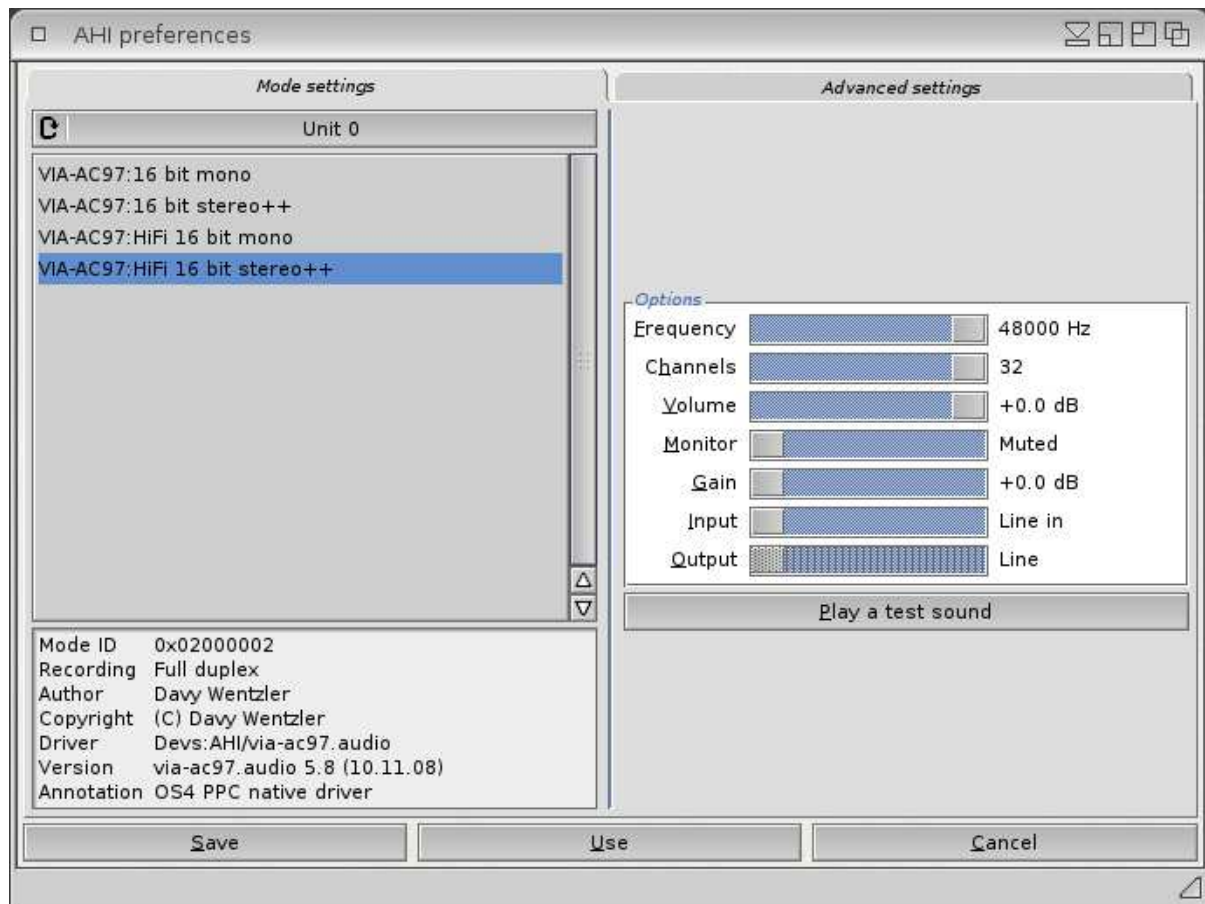 AHI preferences
Mode settings
Advanced settings
Unit 0
VIA-AC97:16 bit mono
VIA-AC97:16 bit stereo++
VIA-AC97:HiFi 16 bit mono
VIA-AC97:HiFi 16 bit stereo++
Mode ID 0x02000002
Recording Full duplex
Author Davy Wentzler
Copyright (C) Davy Wentzler
Driver Devs:AHI/via-ac97.audio
Version via-ac97.audio 5.8 (10.11.08)
Annotation OS4 PPC native driver
Options
Frequency 48000 Hz
Channels 32
Volume +0.0 dB
Monitor Muted
Gain +0.0 dB
Input Line in
Output Line
Play a test sound
Save
Use
Cancel